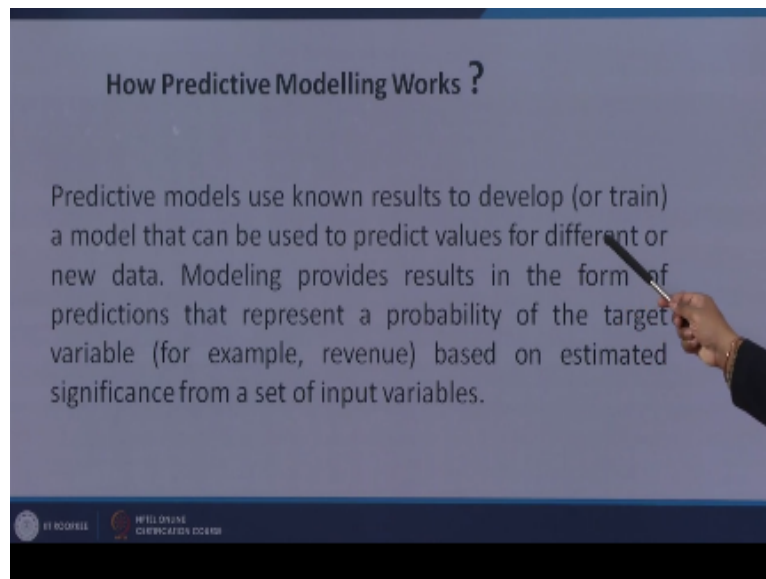 How Predictive Modelling Works ?
Predictive models use known results to develop (or train)
a model that can be used to predict values for different or
new data. Modeling provides results in the form of
predictions that represent a probability of the target
variable (for example, revenue) based on estimated
significance from a set of input variables.
IIT ROORKEE
NPTEL ONLINE
CERTIFICATION COURSE